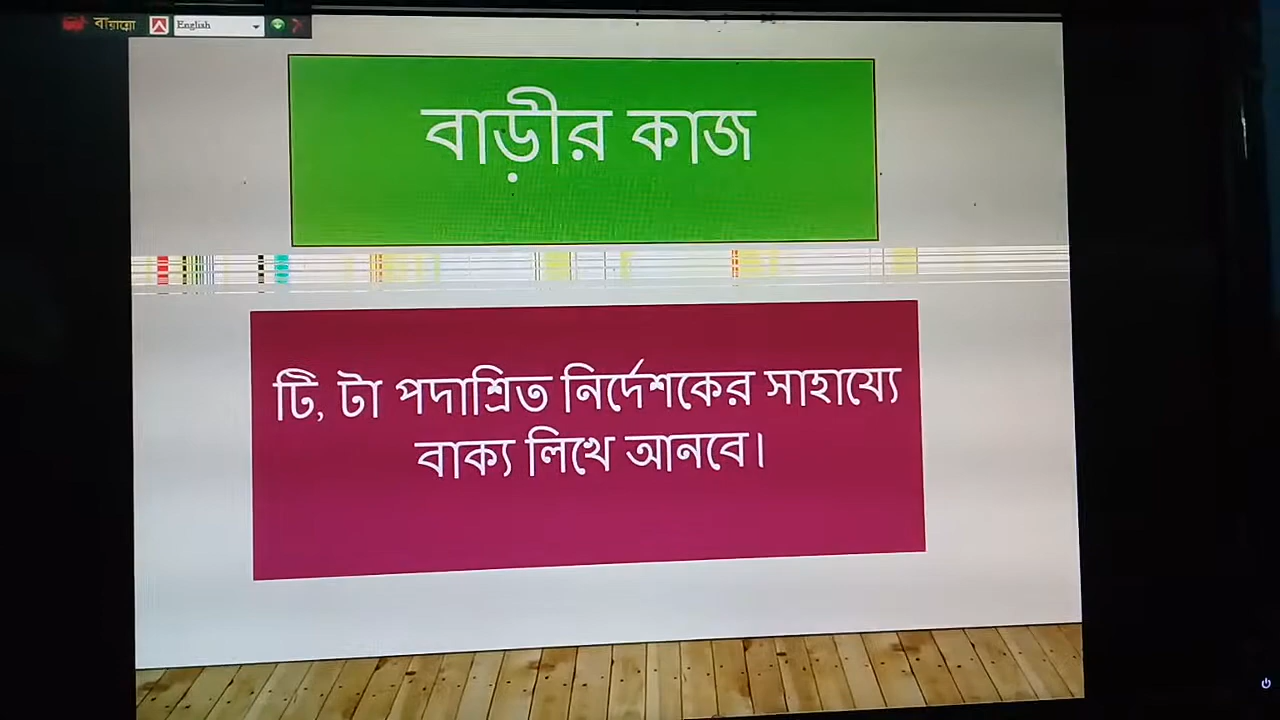 English
বাড়ীর কাজ
টি, টা পদাশ্রিত নির্দেশকের সাহায্যে
বাক্য লিখে আনবে।